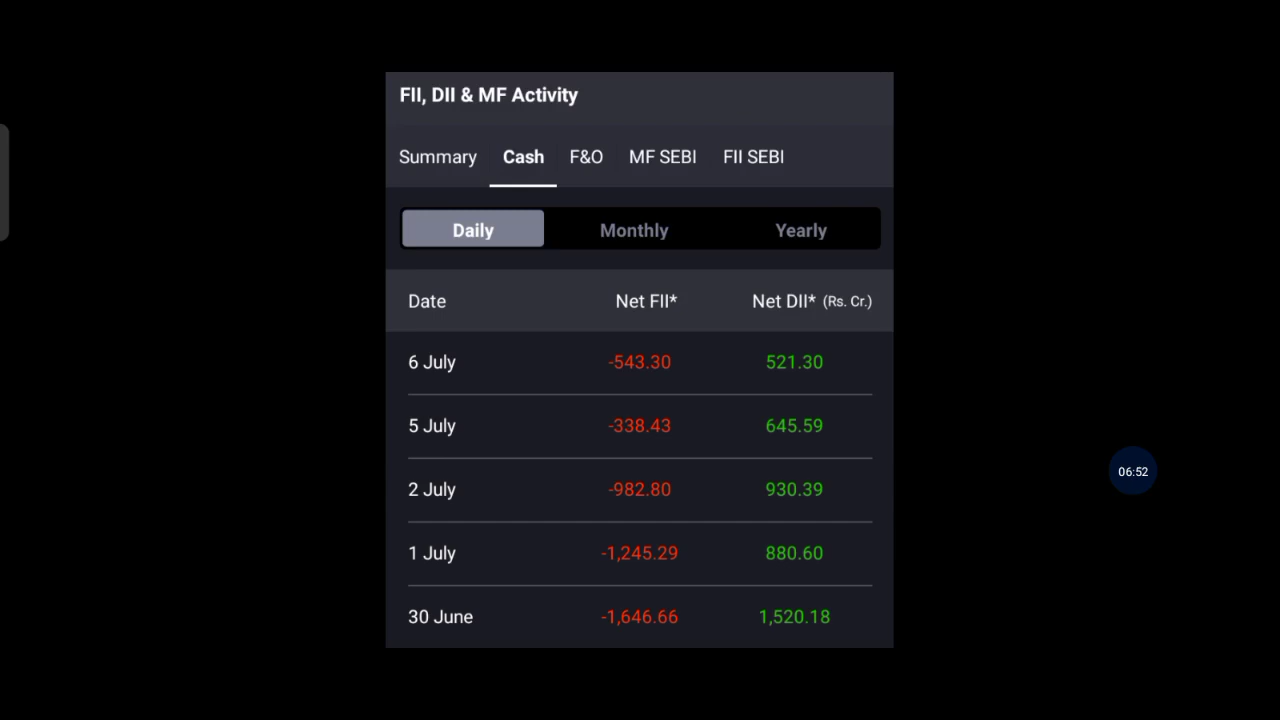 FII, DII & MF Activity
Summary Cash F&O MF SEBI FII SEBI
Daily Monthly Yearly
Date Net FII* Net DII* (Rs. Cr.)
6 July -543.30 521.30
5 July -338.43 645.59
2 July -982.80 930.39
1 July -1,245.29 880.60
30 June -1,646.66 1,520.18
06:52